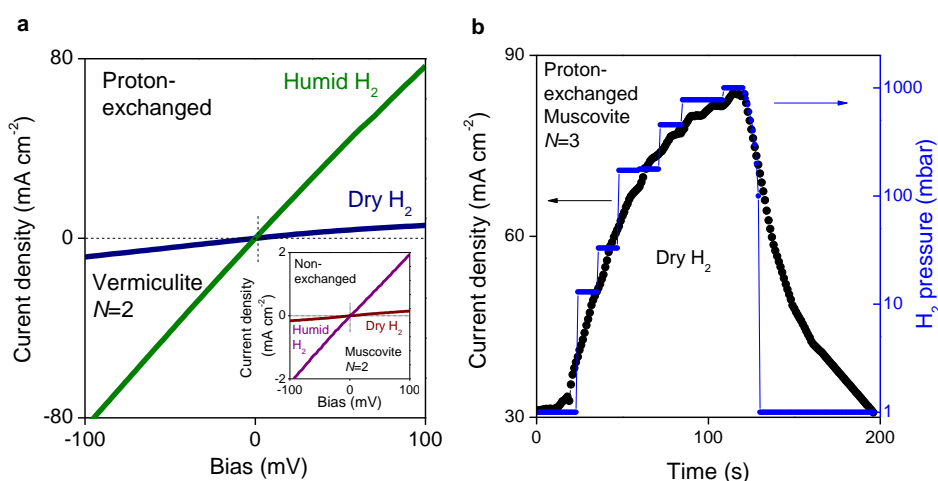 a
80
Proton-
exchanged
Humid H2
Dry H2
0
Vermiculite
N=2
-80
-100
0
100
Bias (mV)
Current density (mA cm-2)
2
Non-
exchanged
0
Humid
H2
Dry H2
Muscovite
N=2
-2
-100
0
100
Bias (mV)
Current density
(mA cm-2)
b
90
Proton-
exchanged
Muscovite
N=3
60
Dry H2
30
0
100
200
Time (s)
Current density (mA cm-2)
1000
100
10
1
H2 pressure (mbar)